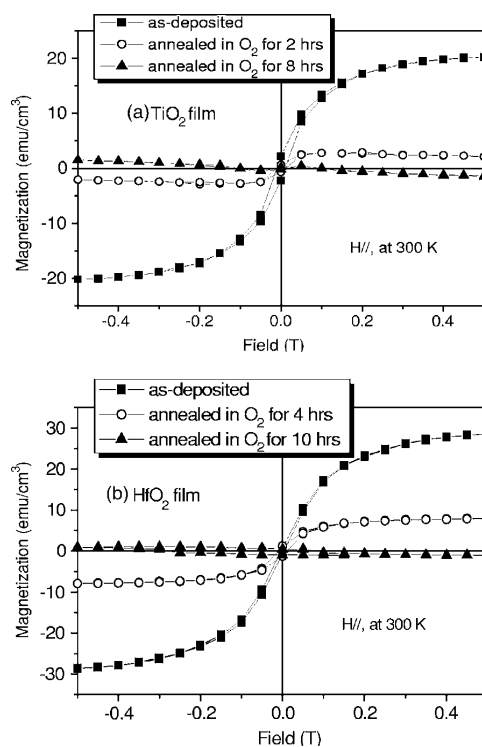 as-deposited
annealed in O2 for 2 hrs
annealed in O2 for 8 hrs
(a) TiO2 film
Magnetization (emu/cm3)
20
10
0
-10
-20
H//, at 300 K
-0.4 -0.2 0.0 0.2 0.4
Field (T)
as-deposited
annealed in O2 for 4 hrs
annealed in O2 for 10 hrs
(b) HfO2 film
Magnetization (emu/cm3)
30
20
10
0
-10
-20
-30
H//, at 300 K
-0.4 -0.2 0.0 0.2 0.4
Field (T)